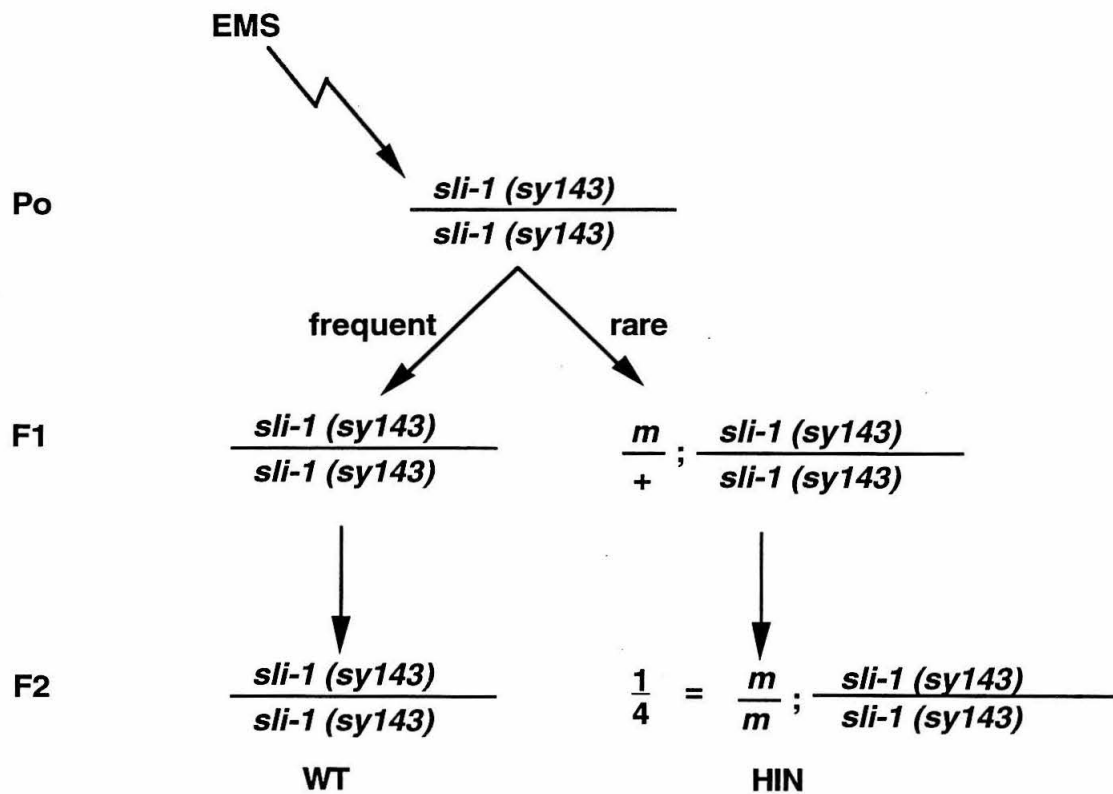 EMS
Po
sli-1 (sy143)
sli-1 (sy143)
frequent
rare
F1
sli-1 (sy143)
sli-1 (sy143)
m
+
;
sli-1 (sy143)
sli-1 (sy143)
F2
sli-1 (sy143)
sli-1 (sy143)
1
4
=
m
m
;
sli-1 (sy143)
sli-1 (sy143)
WT
HIN